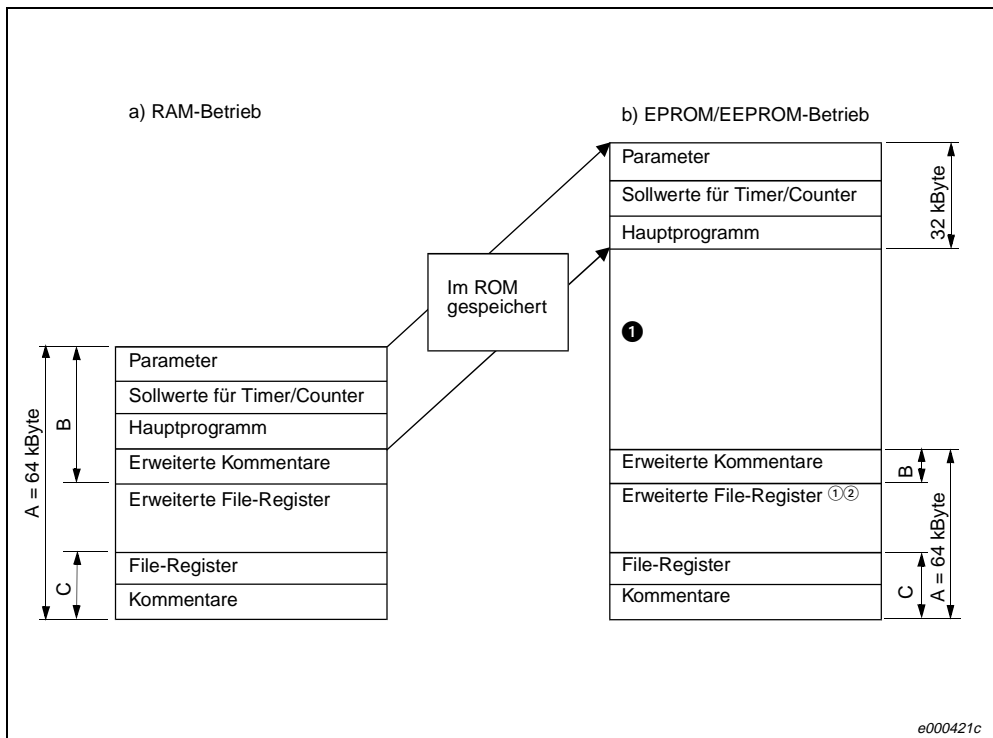 a) RAM-Betrieb
b) EPROM/EEPROM-Betrieb
Parameter
Sollwerte für Timer/Counter
Hauptprogramm
32 kByte
Im ROM
gespeichert
❶
Parameter
Sollwerte für Timer/Counter
Hauptprogramm
Erweiterte Kommentare
Erweiterte File-Register
File-Register
Kommentare
A = 64 kByte
B
C
Erweiterte Kommentare
Erweiterte File-Register ①②
File-Register
Kommentare
B
C
A = 64 kByte
e000421c